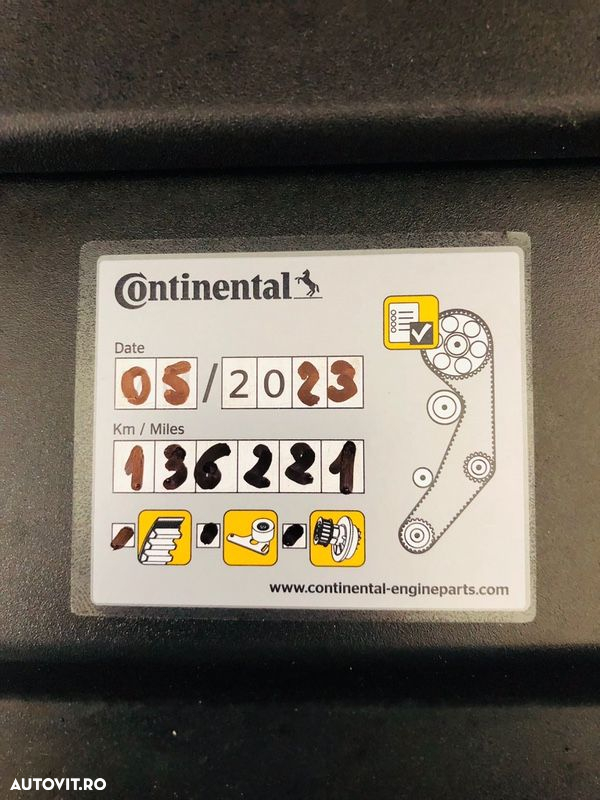 Continental
Date
05/2023
Km / Miles
136221
www.continental-engineparts.com
AUTOVIT.RO